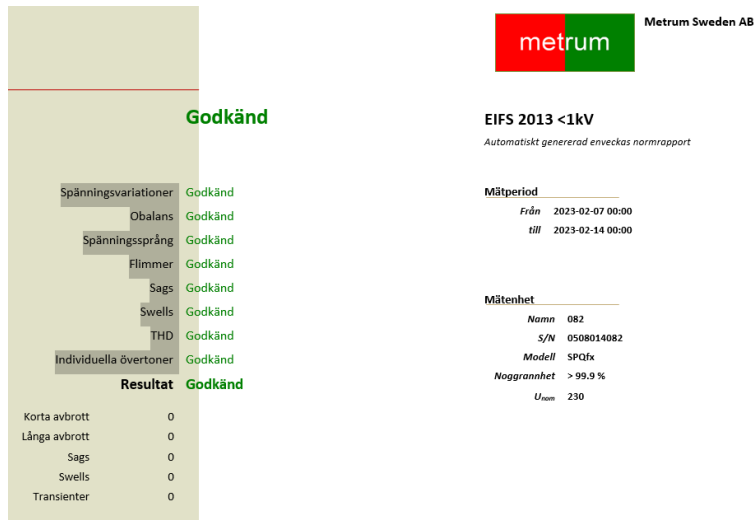 metrum
Metrum Sweden AB
Godkänd
EIFS 2013 <1kV
Automatiskt genererad enveckas normrapport
Spänningsvariationer Godkänd
Obalans Godkänd
Spänningssprång Godkänd
Flimmer Godkänd
Sags Godkänd
Swells Godkänd
THD Godkänd
Individuella övertoner Godkänd
Resultat Godkänd
Korta avbrott 0
Långa avbrott 0
Sags 0
Swells 0
Transienter 0
Mätperiod
Från 2023-02-07 00:00
till 2023-02-14 00:00
Mätenhet
Namn 082
S/N 0508014082
Modell SPQfx
Noggrannhet > 99.9 %
Unom 230